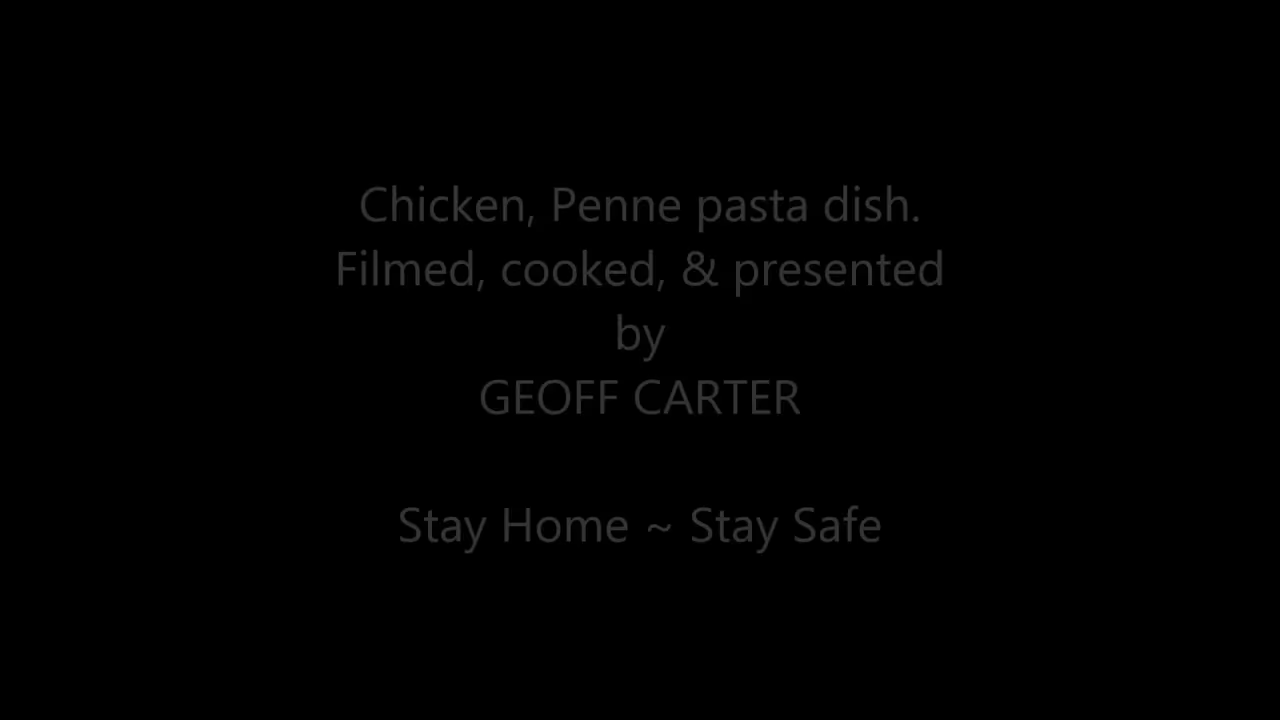 Chicken, Penne pasta dish.
Filmed, cooked, & presented
by
GEOFF CARTER
Stay Home ~ Stay Safe